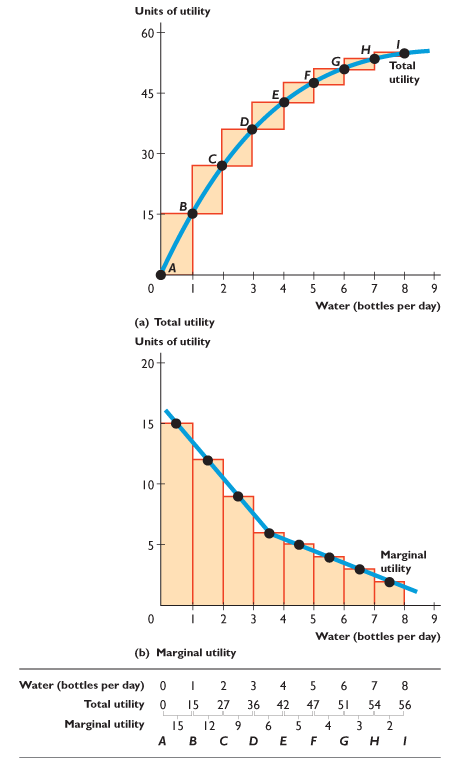 Units of utility
60
45
30
15
0
A
B
C
D
E
F
G
H
I
Total
utility
1 2 3 4 5 6 7 8 9
Water (bottles per day)
(a) Total utility
Units of utility
20
15
10
5
Marginal
utility
0 1 2 3 4 5 6 7 8 9
Water (bottles per day)
(b) Marginal utility
Water (bottles per day) 0 1 2 3 4 5 6 7 8
Total utility 0 15 27 36 42 47 51 54 56
Marginal utility 15 12 9 6 5 4 3 2
A B C D E F G H I